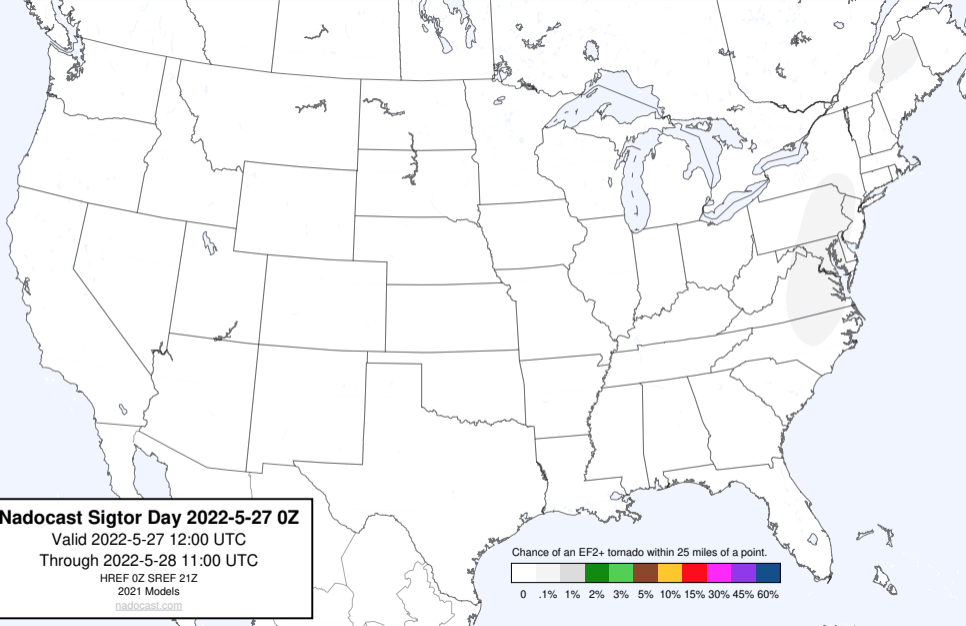 Nadocast Sigtor Day 2022-5-27 0Z
Valid 2022-5-27 12:00 UTC
Through 2022-5-28 11:00 UTC
HREF 0Z SREF 21Z
2021 Models
nadocast.com
Chance of an EF2+ tornado within 25 miles of a point.
0 .1% 1% 2% 3% 5% 10% 15% 30% 45% 60%